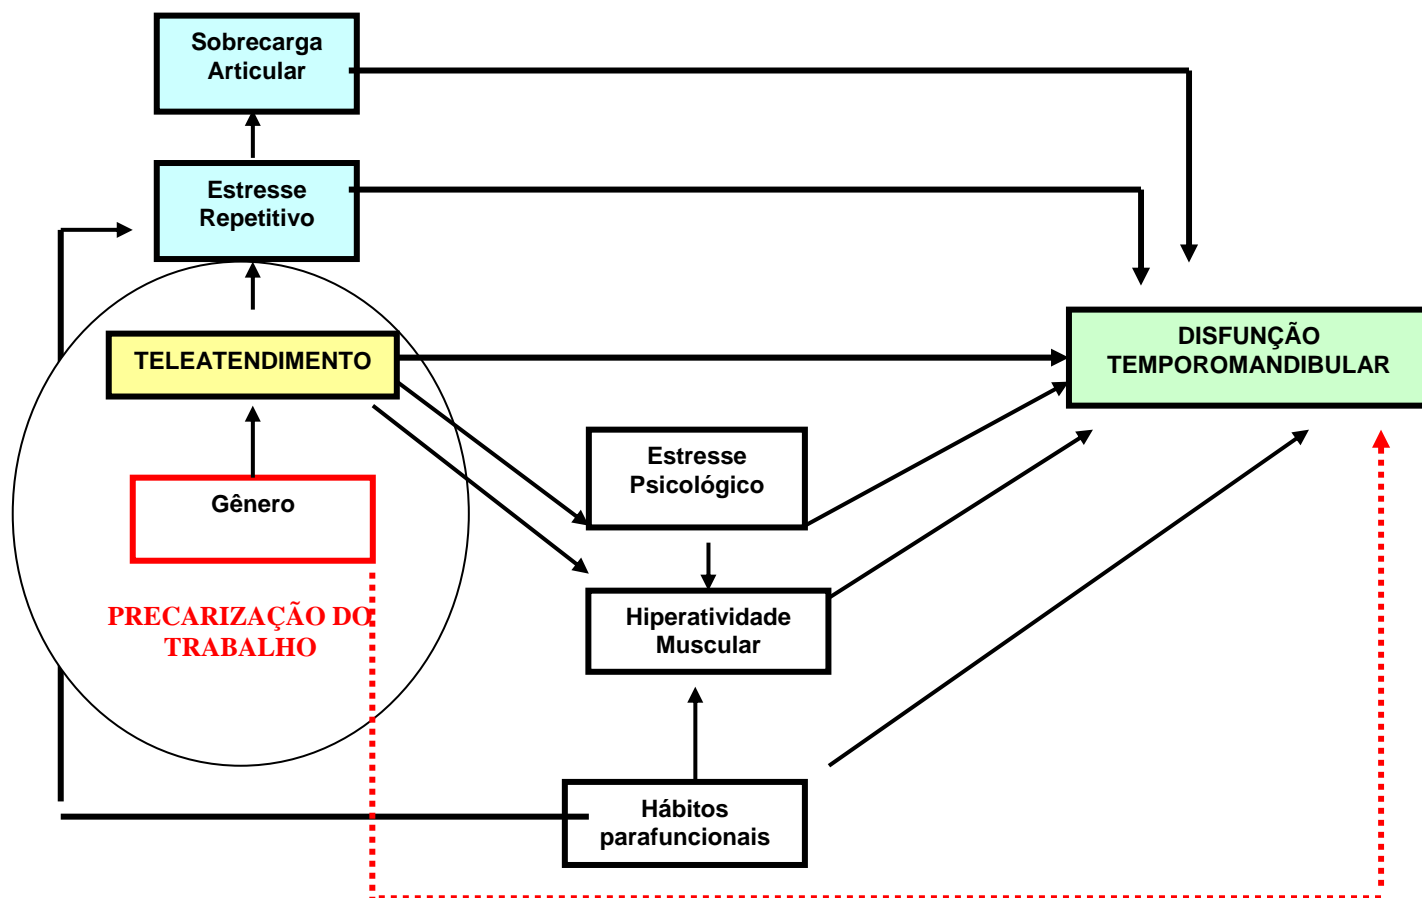 Sobrecarga
Articular
Estresse
Repetitivo
TELEATENDIMENTO
DISFUNÇÃO
TEMPOROMANDIBULAR
Gênero
Estresse
Psicológico
PRECARIZAÇÃO DO
TRABALHO
Hiperatividade
Muscular
Hábitos
parafuncionais